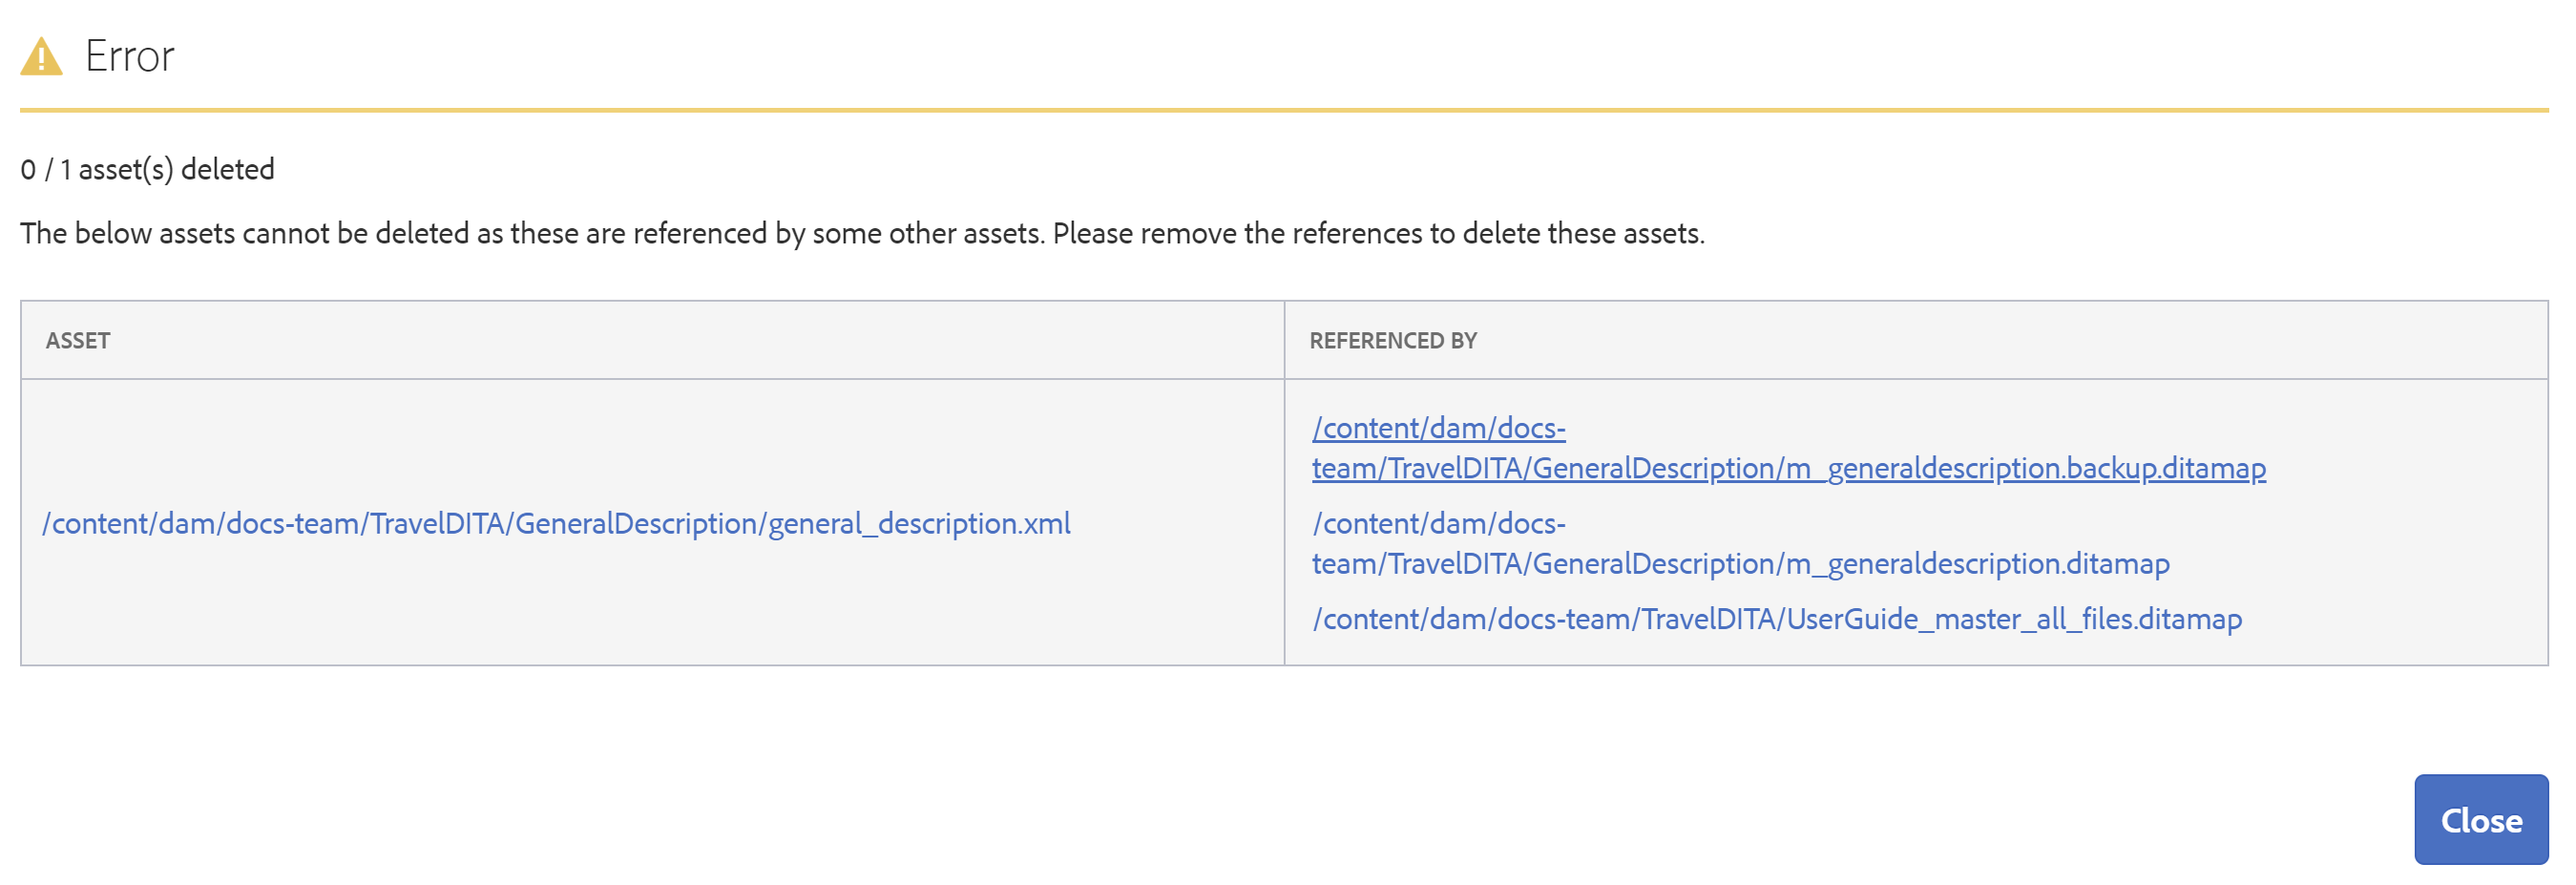 Error
0 / 1 asset(s) deleted
The below assets cannot be deleted as these are referenced by some other assets. Please remove the references to delete these assets.
ASSET
REFERENCED BY
/content/dam/docs-team/TravelDITA/GeneralDescription/general_description.xml
/content/dam/docs-
team/TravelDITA/GeneralDescription/m_generaldescription.backup.ditamap
/content/dam/docs-
team/TravelDITA/GeneralDescription/m_generaldescription.ditamap
/content/dam/docs-team/TravelDITA/UserGuide_master_all_files.ditamap
Close